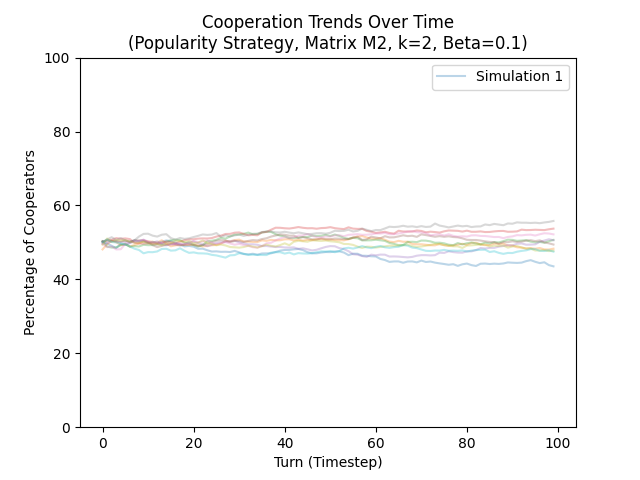 Cooperation Trends Over Time
(Popularity Strategy, Matrix M2, k=2, Beta=0.1)
Simulation 1
Percentage of Cooperators
100
80
60
40
20
0
0 20 40 60 80 100
Turn (Timestep)